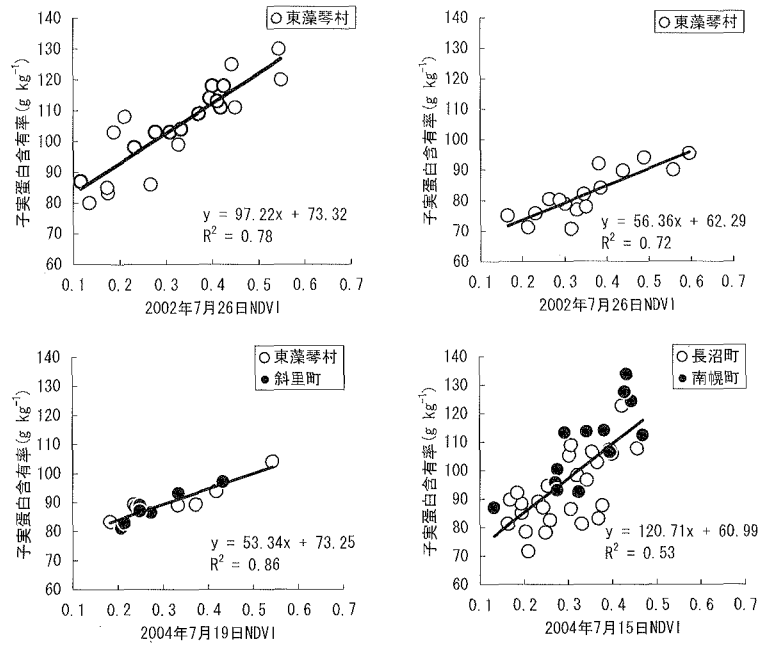 東藻琴村
子実蛋白含有率(g kg⁻¹)
140
130
120
110
100
90
80
70
60
y = 97.22x + 73.32
R² = 0.78
0.1 0.2 0.3 0.4 0.5 0.6 0.7
2002年7月26日NDVI
東藻琴村
子実蛋白含有率(g kg⁻¹)
140
130
120
110
100
90
80
70
60
y = 56.36x + 62.29
R² = 0.72
0.1 0.2 0.3 0.4 0.5 0.6 0.7
2002年7月26日NDVI
東藻琴村
斜里町
子実蛋白含有率(g kg⁻¹)
140
130
120
110
100
90
80
70
60
y = 53.34x + 73.25
R² = 0.86
0.1 0.2 0.3 0.4 0.5 0.6 0.7
2004年7月19日NDVI
長沼町
南幌町
子実蛋白含有率(g kg⁻¹)
140
130
120
110
100
90
80
70
60
y = 120.71x + 60.99
R² = 0.53
0.1 0.2 0.3 0.4 0.5 0.6 0.7
2004年7月15日NDVI